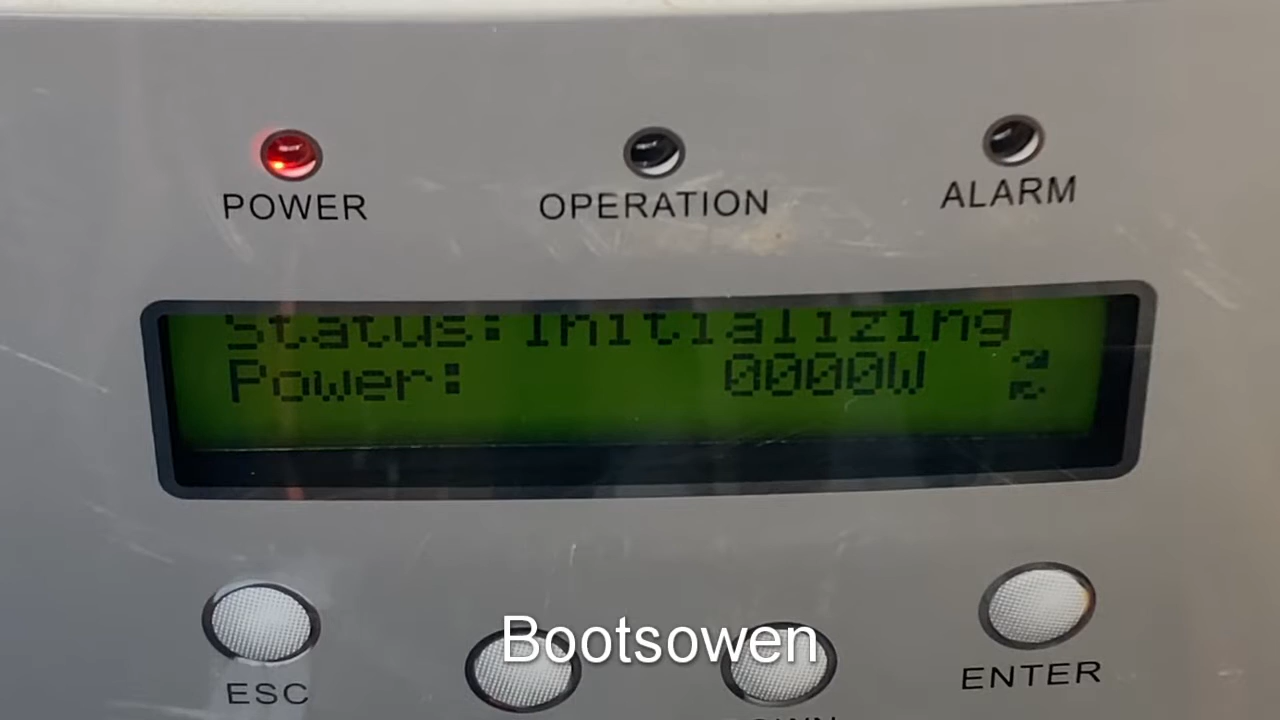 POWER
OPERATION
ALARM
Status:Initializing
Power: 0000W
Bootsowen
ESC
ENTER